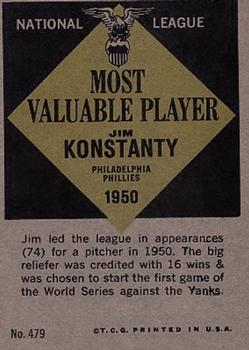 NATIONAL LEAGUE
MOST
VALUABLE PLAYER
JIM
KONSTANTY
PHILADELPHIA
PHILLIES
1950
Jim led the league in appearances
(74) for a pitcher in 1950. The big
reliefer was credited with 16 wins &
was chosen to start the first game of
the World Series against the Yanks.
No. 479
©T.C.G. PRINTED IN U.S.A.